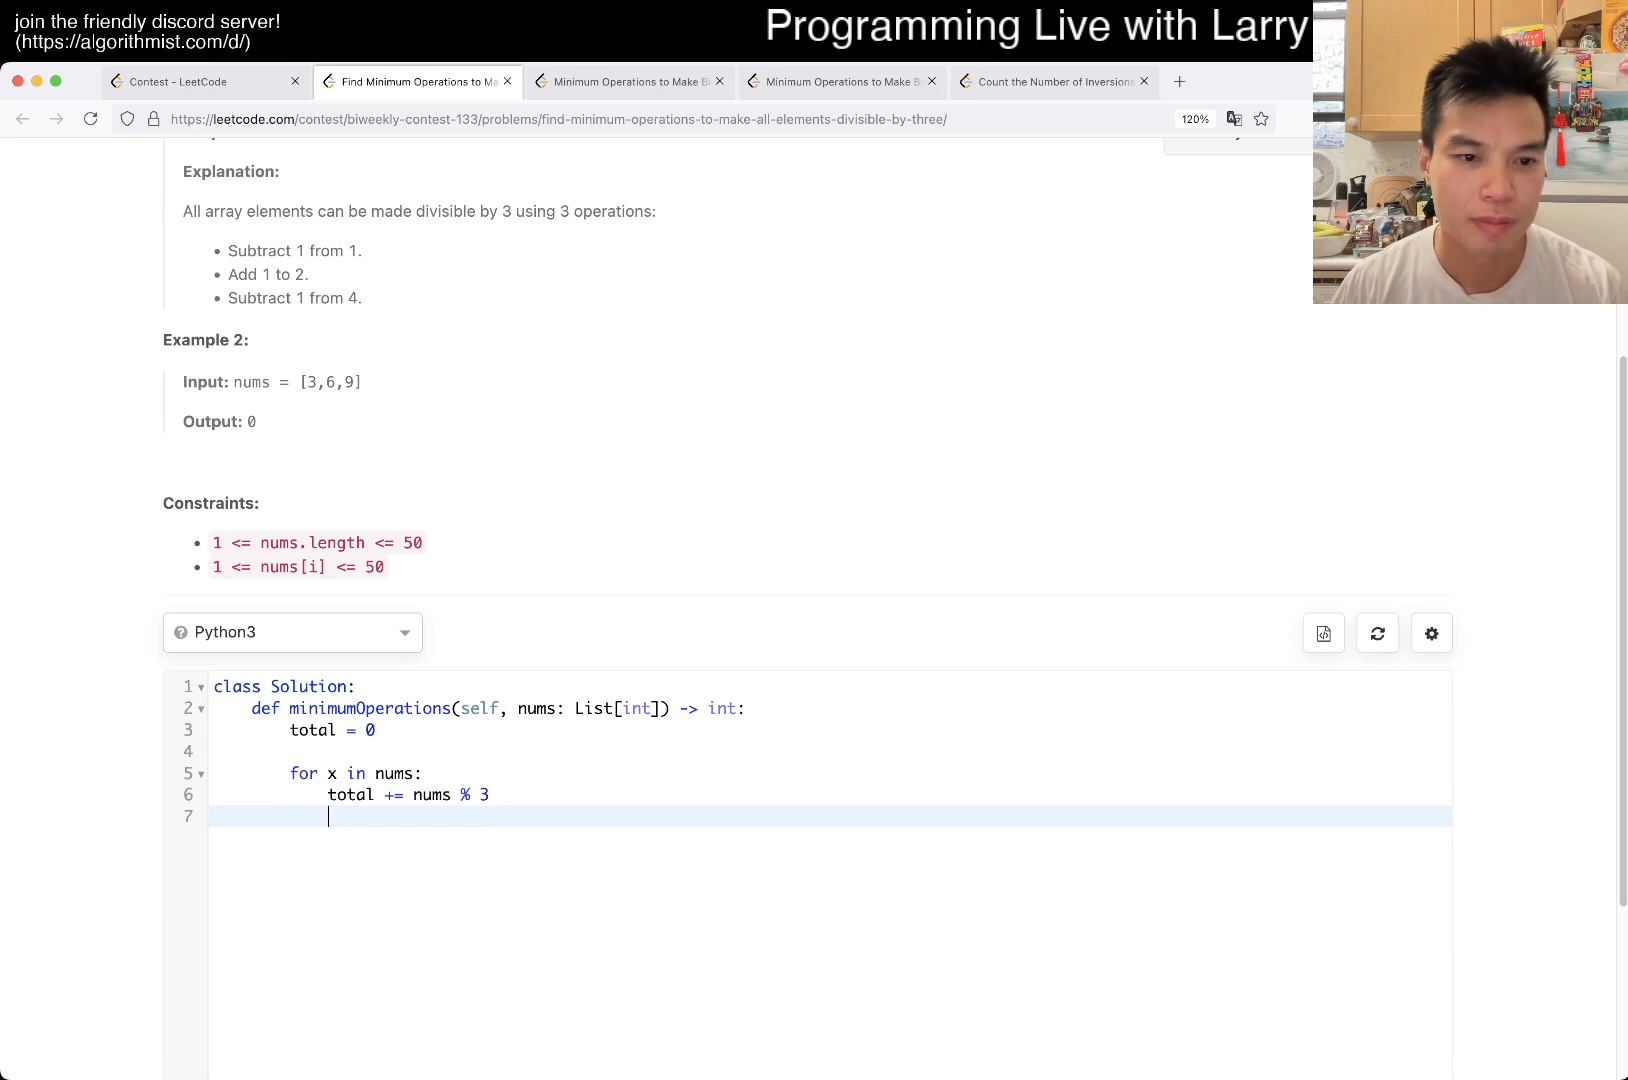 join the friendly discord server!
(https://algorithmist.com/d/)
Programming Live with Larry
Contest - LeetCode
Find Minimum Operations to Ma
Minimum Operations to Make Bi
Minimum Operations to Make Bi
Count the Number of Inversions
https://leetcode.com/contest/biweekly-contest-133/problems/find-minimum-operations-to-make-all-elements-divisible-by-three/
120%
Explanation:
All array elements can be made divisible by 3 using 3 operations:
• Subtract 1 from 1.
• Add 1 to 2.
• Subtract 1 from 4.
Example 2:
Input: nums = [3,6,9]
Output: 0
Constraints:
• 1 <= nums.length <= 50
• 1 <= nums[i] <= 50
Python3
1 class Solution:
2 def minimumOperations(self, nums: List[int]) -> int:
3 total = 0
4
5 for x in nums:
6 total += nums % 3
7